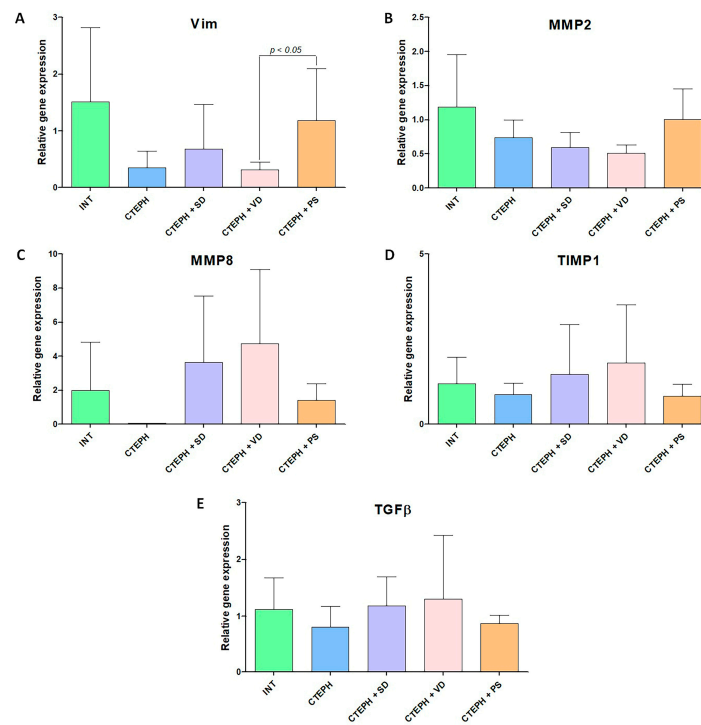 A
Vim
Relative gene expression
3
2
1
0
p < 0.05
INT
CTEPH
CTEPH + SD
CTEPH + VD
CTEPH + PS
B
MMP2
Relative gene expression
2.5
2.0
1.5
1.0
0.5
0
INT
CTEPH
CTEPH + SD
CTEPH + VD
CTEPH + PS
C
MMP8
Relative gene expression
10
8
6
4
2
0
INT
CTEPH
CTEPH + SD
CTEPH + VD
CTEPH + PS
D
TIMP1
Relative gene expression
5
0
INT
CTEPH
CTEPH + SD
CTEPH + VD
CTEPH + PS
E
TGFβ
Relative gene expression
3
2
1
0
INT
CTEPH
CTEPH + SD
CTEPH + VD
CTEPH + PS